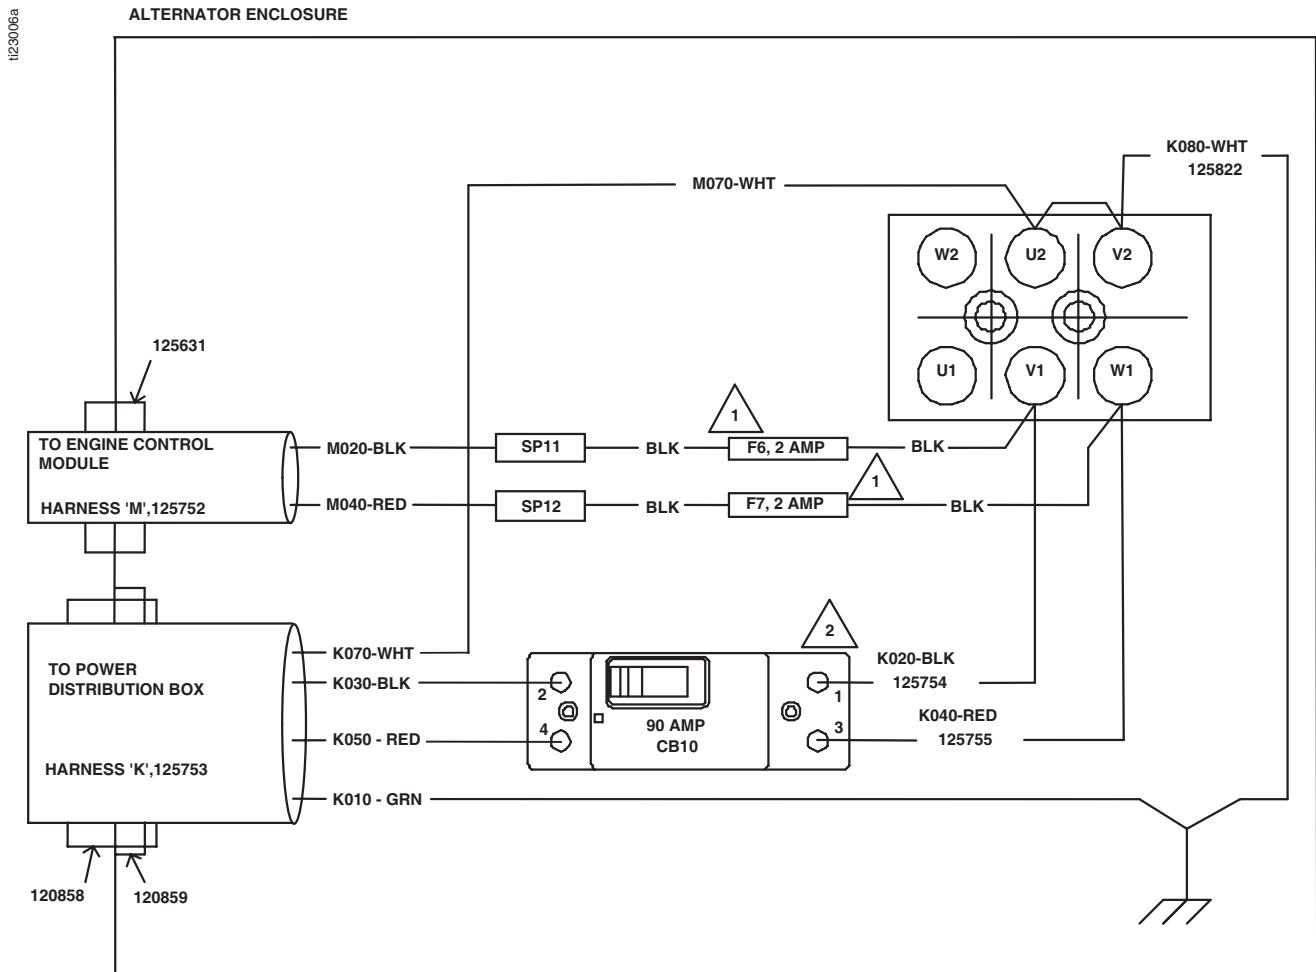 ti23006a
ALTERNATOR ENCLOSURE
K080-WHT
125822
M070-WHT
W2
U2
V2
U1
V1
W1
125631
1
TO ENGINE CONTROL
MODULE
HARNESS 'M',125752
M020-BLK
SP11
BLK
F6, 2 AMP
BLK
1
M040-RED
SP12
BLK
F7, 2 AMP
BLK
2
TO POWER
DISTRIBUTION BOX
HARNESS 'K',125753
K070-WHT
K030-BLK
K050 - RED
K010 - GRN
2
4
90 AMP
CB10
1
3
K020-BLK
125754
K040-RED
125755
120858
120859